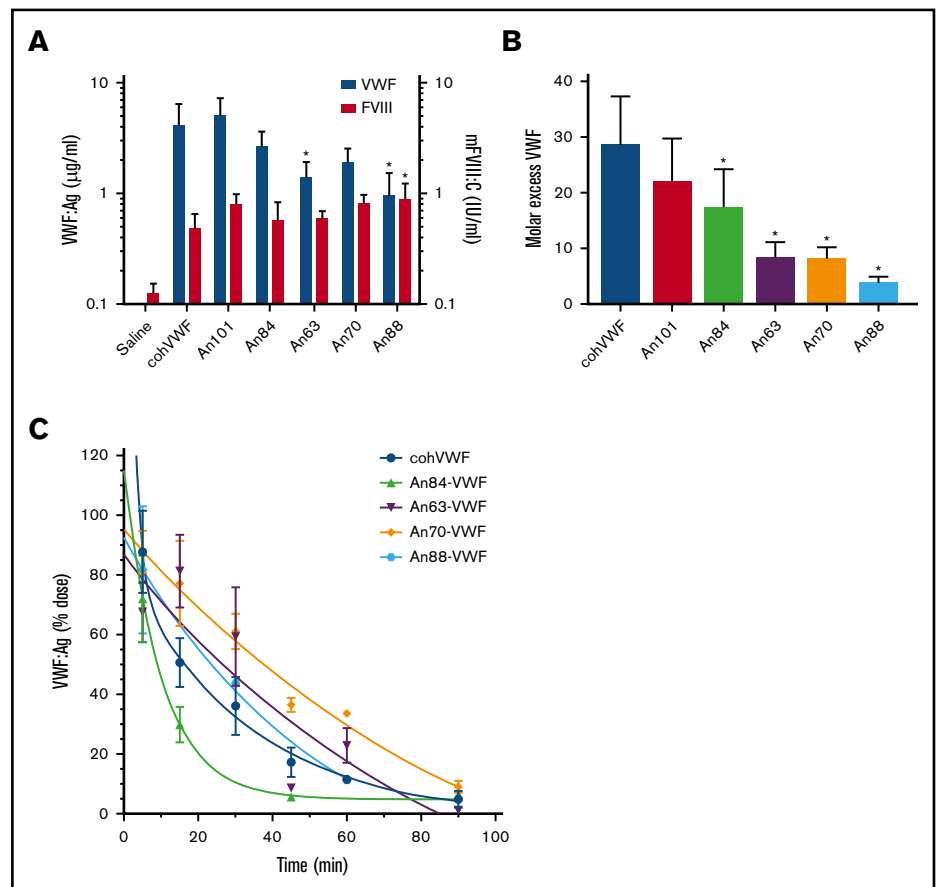 A
10
1
0.1
VWF:Ag (μg/ml)
VWF
FVIII
*
*
*
10
1
0.1
mFVIII:C (IU/ml)
Saline
cohVWF
An101
An84
An63
An70
An88
B
40
30
20
10
0
Molar excess VWF
*
*
*
*
cohVWF
An101
An84
An63
An70
An88
C
120
100
80
60
40
20
0
VWF:Ag (% dose)
cohVWF
An84-VWF
An63-VWF
An70-VWF
An88-VWF
0 20 40 60 80 100
Time (min)